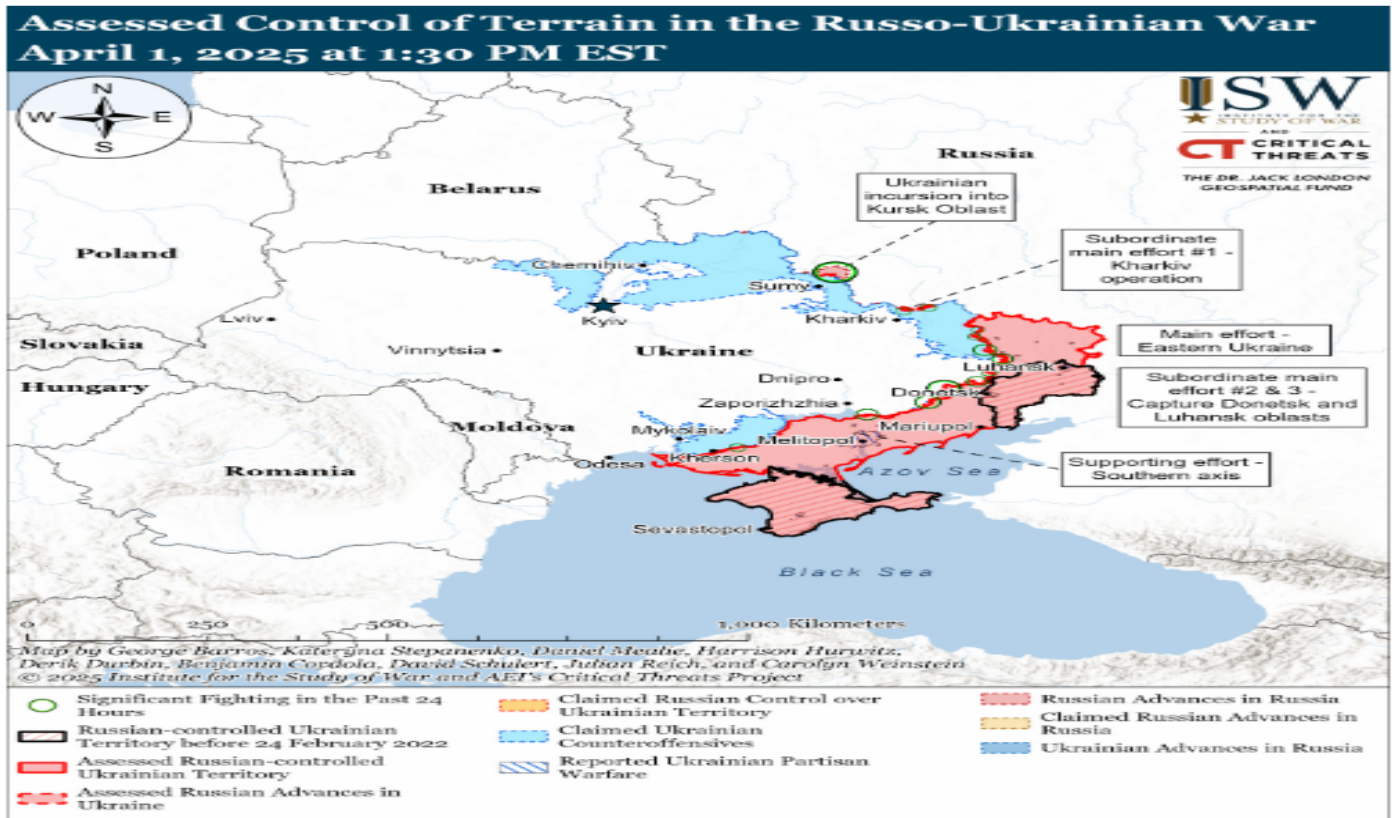 Assessed Control of Terrain in the Russo-Ukrainian War
April 1, 2025 at 1:30 PM EST
N
W
E
S
ISW
INSTITUTE FOR THE
STUDY OF WAR
AND
CT
CRITICAL
THREATS
THE DR. JACK LONDON
GEOSPATIAL FUND
Russia
Belarus
Ukrainian
incursion into
Kursk Oblast
Poland
Subordinate
main effort #1 -
Kharkiv
operation
Chernihiv
Sumy
Lviv
Kyiv
Kharkiv
Slovakia
Vinnytsia
Ukraine
Main effort -
Eastern Ukraine
Luhansk
Hungary
Dnipro
Donetsk
Subordinate main
effort #2 & 3 -
Capture Donetsk and
Luhansk oblasts
Zaporizhzhia
Moldova
Mykolaiv
Mariupol
Melitopol
Kherson
Odesa
Romania
Azov Sea
Supporting effort -
Southern axis
Sevastopol
Black Sea
0
250
500
1,000 Kilometers
Map by George Barros, Kateryna Stepanenko, Daniel Mealie, Harrison Hurwitz,
Derik Durbin, Benjamin Cordola, David Schulert, Julian Reich, and Carolyn Weinstein
© 2025 Institute for the Study of War and AEI's Critical Threats Project
Significant Fighting in the Past 24
Hours
Russian-controlled Ukrainian
Territory before 24 February 2022
Assessed Russian-controlled
Ukrainian Territory
Assessed Russian Advances in
Ukraine
Claimed Russian Control over
Ukrainian Territory
Claimed Ukrainian
Counteroffensives
Reported Ukrainian Partisan
Warfare
Russian Advances in Russia
Claimed Russian Advances in
Russia
Ukrainian Advances in Russia